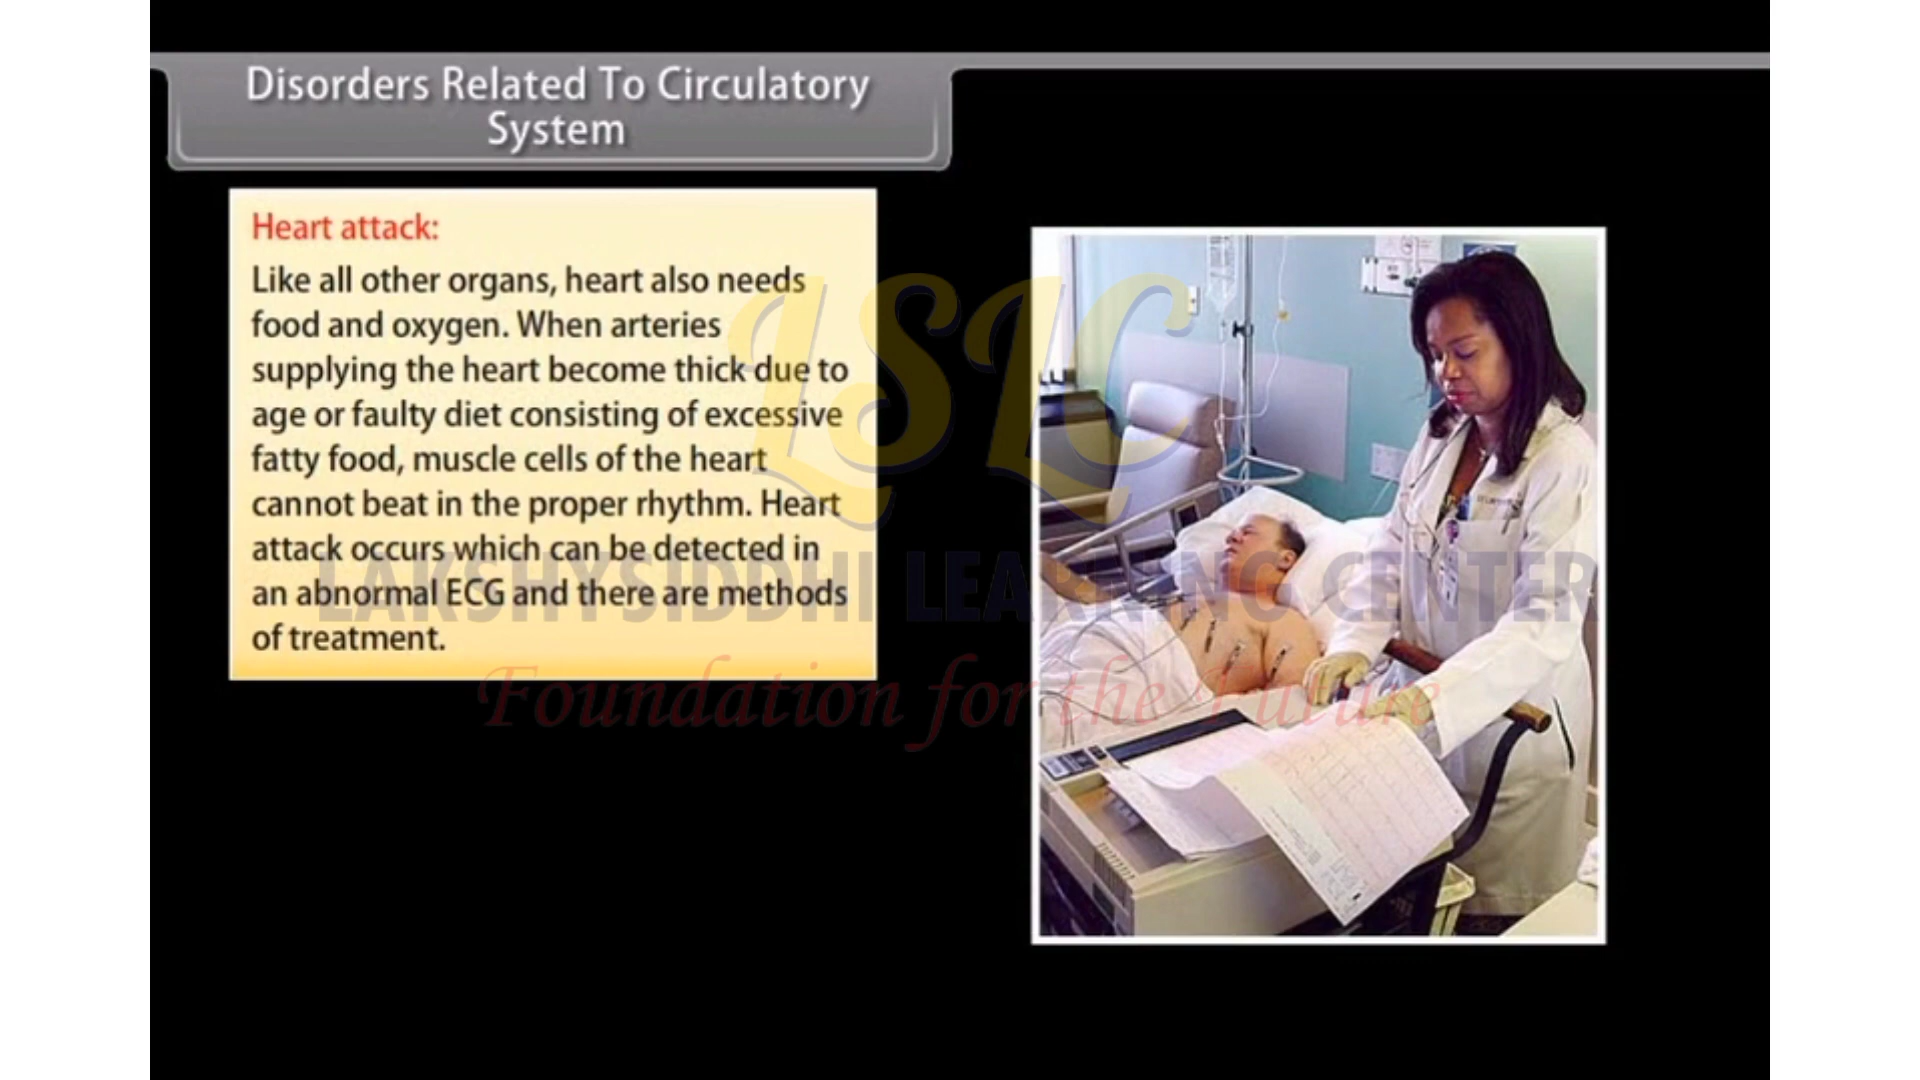 Disorders Related To Circulatory
System
Heart attack:
Like all other organs, heart also needs
food and oxygen. When arteries
supplying the heart become thick due to
age or faulty diet consisting of excessive
fatty food, muscle cells of the heart
cannot beat in the proper rhythm. Heart
attack occurs which can be detected in
an abnormal ECG and there are methods
of treatment.
LSLC
LAKSHYSIDDHI LEARNING CENTER
Foundation for the Future